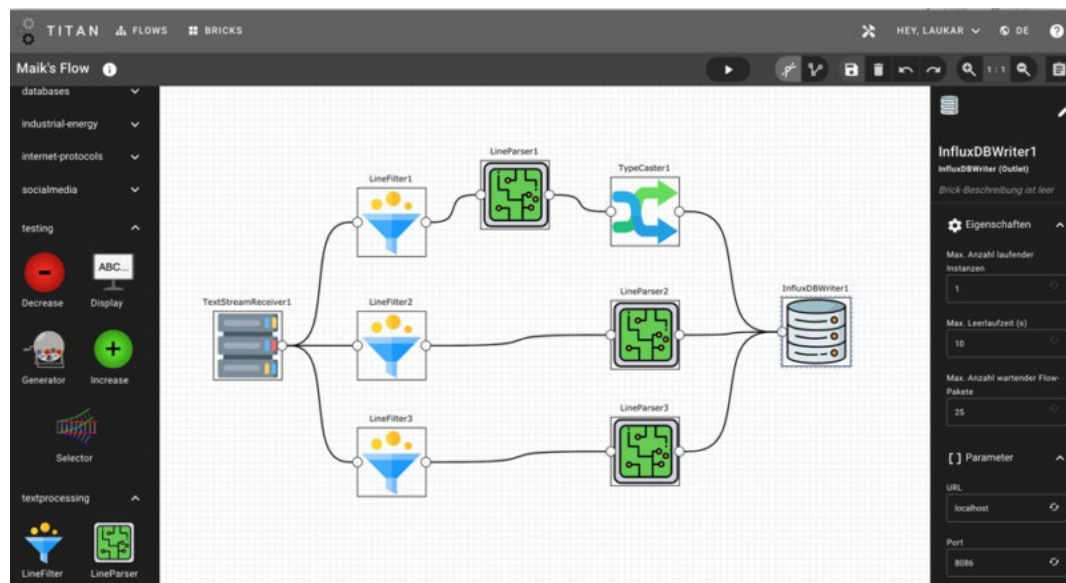 TITAN FLOWS BRICKS HEY, LAUKAR DE ?
Maik's Flow i 1:1
databases
industrial-energy
internet-protocols
socialmedia
testing
ABC...
Decrease Display
Generator Increase
Selector
textprocessing
LineFilter LineParser
TextStreamReceiver1
LineFilter1
LineParser1
TypeCaster1
LineFilter2
LineParser2
InfluxDBWriter1
LineFilter3
LineParser3
InfluxDBWriter1
InfluxDBWriter (Outlet)
Brick-Beschreibung ist leer
Eigenschaften
Max. Anzahl laufender
Instanzen
1
Max. Leerlaufzeit (s)
10
Max. Anzahl wartender Flow-
Pakete
25
[ ] Parameter
URL
localhost
Port
8086